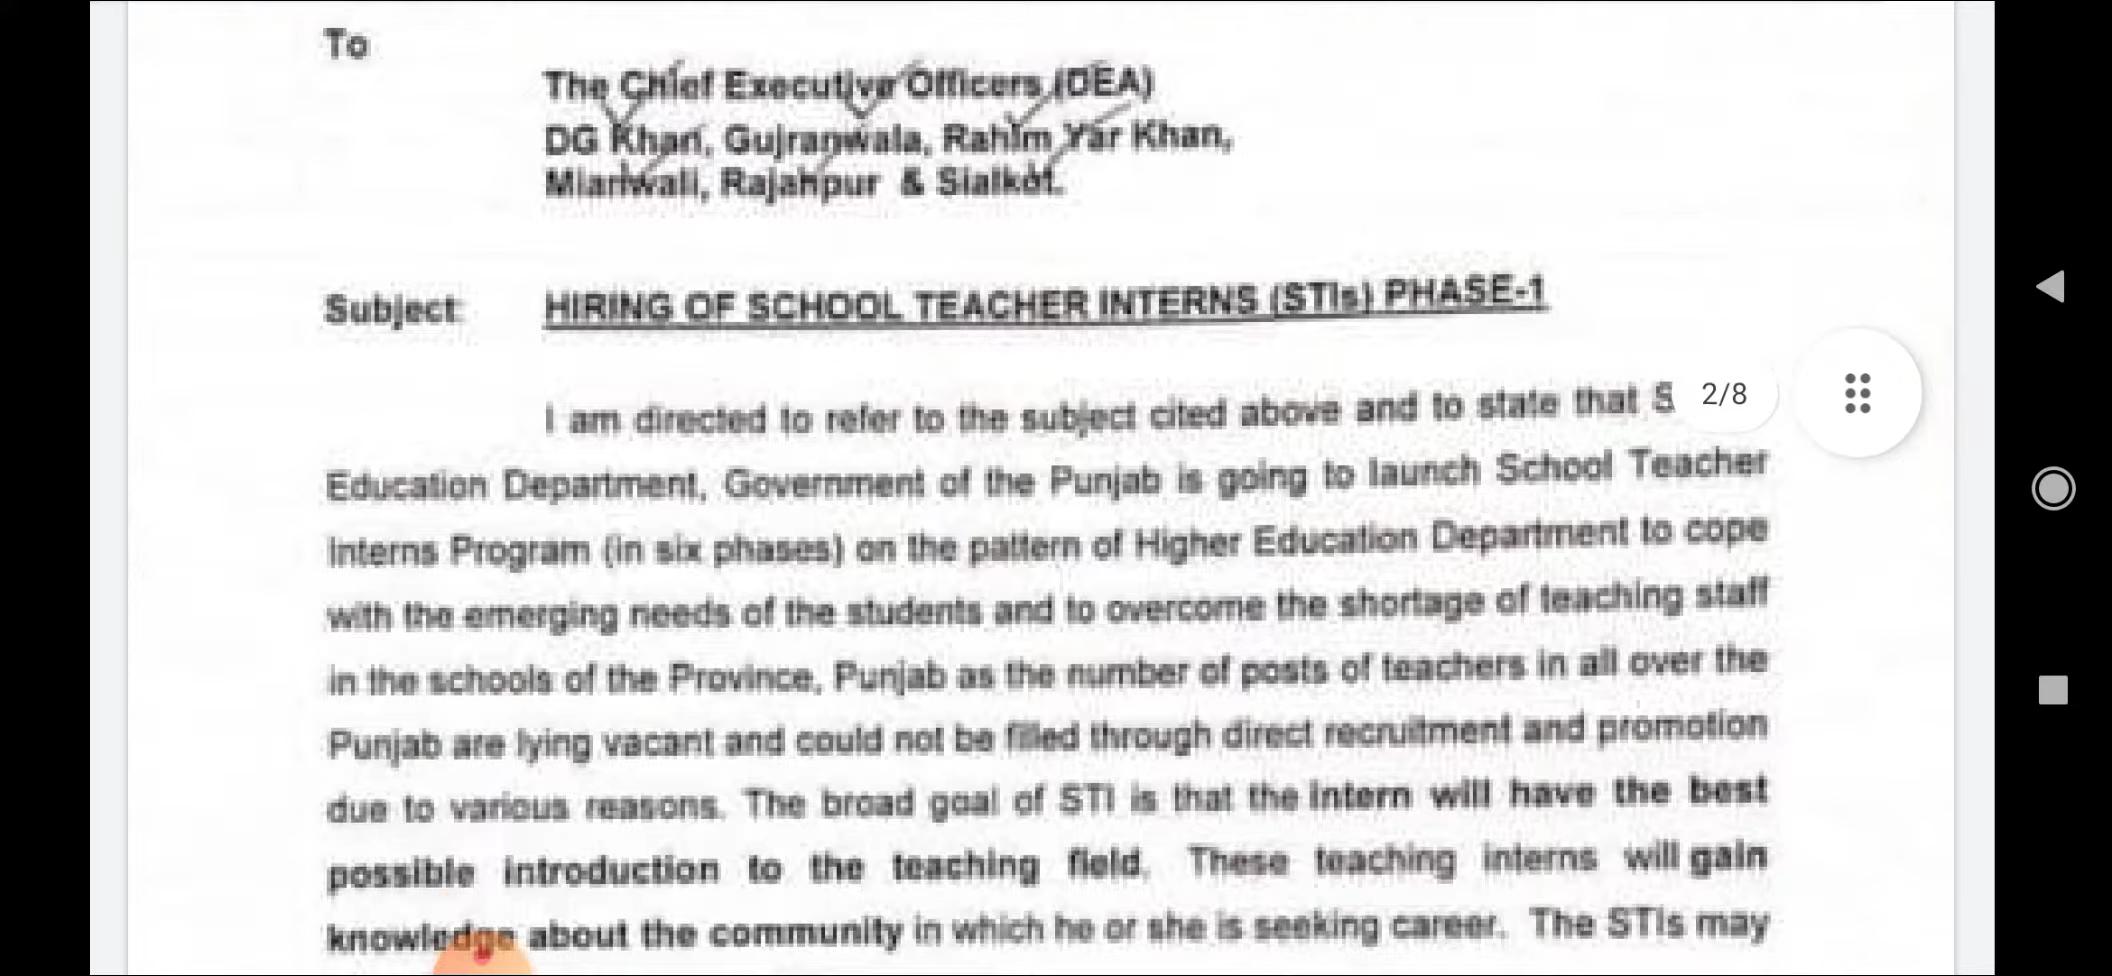 To
The Chief Executive Officers (DEA)
DG Khan, Gujranwala, Rahim Yar Khan,
Mianwali, Rajanpur & Sialkot.
Subject: HIRING OF SCHOOL TEACHER INTERNS (STIs) PHASE-1
I am directed to refer to the subject cited above and to state that S
2/8
Education Department, Government of the Punjab is going to launch School Teacher
Interns Program (in six phases) on the pattern of Higher Education Department to cope
with the emerging needs of the students and to overcome the shortage of teaching staff
in the schools of the Province, Punjab as the number of posts of teachers in all over the
Punjab are lying vacant and could not be filled through direct recruitment and promotion
due to various reasons. The broad goal of STI is that the intern will have the best
possible introduction to the teaching field. These teaching interns will gain
knowledge about the community in which he or she is seeking career. The STIs may